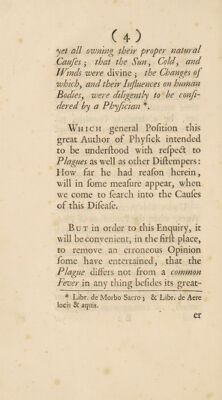 ( 4 )
yet all owning their proper natural
Causes; that the Sun, Cold, and
Winds were divine; the Changes of
which, and their Influences on human
Bodies, were diligently to be consi-
dered by a Physician *.
WHICH general Position this
great Author of Physick intended
to be understood with respect to
Plagues as well as other Distempers:
How far he had reason herein,
will in some measure appear, when
we come to search into the Causes
of this Disease.
BUT in order to this Enquiry, it
will be convenient, in the first place,
to remove an erroneous Opinion
some have entertained, that the
Plague differs not from a common
Fever in any thing besides its great-
* Libr. de Morbo Sacro; & Libr. de Aere
locis & aquis.
er